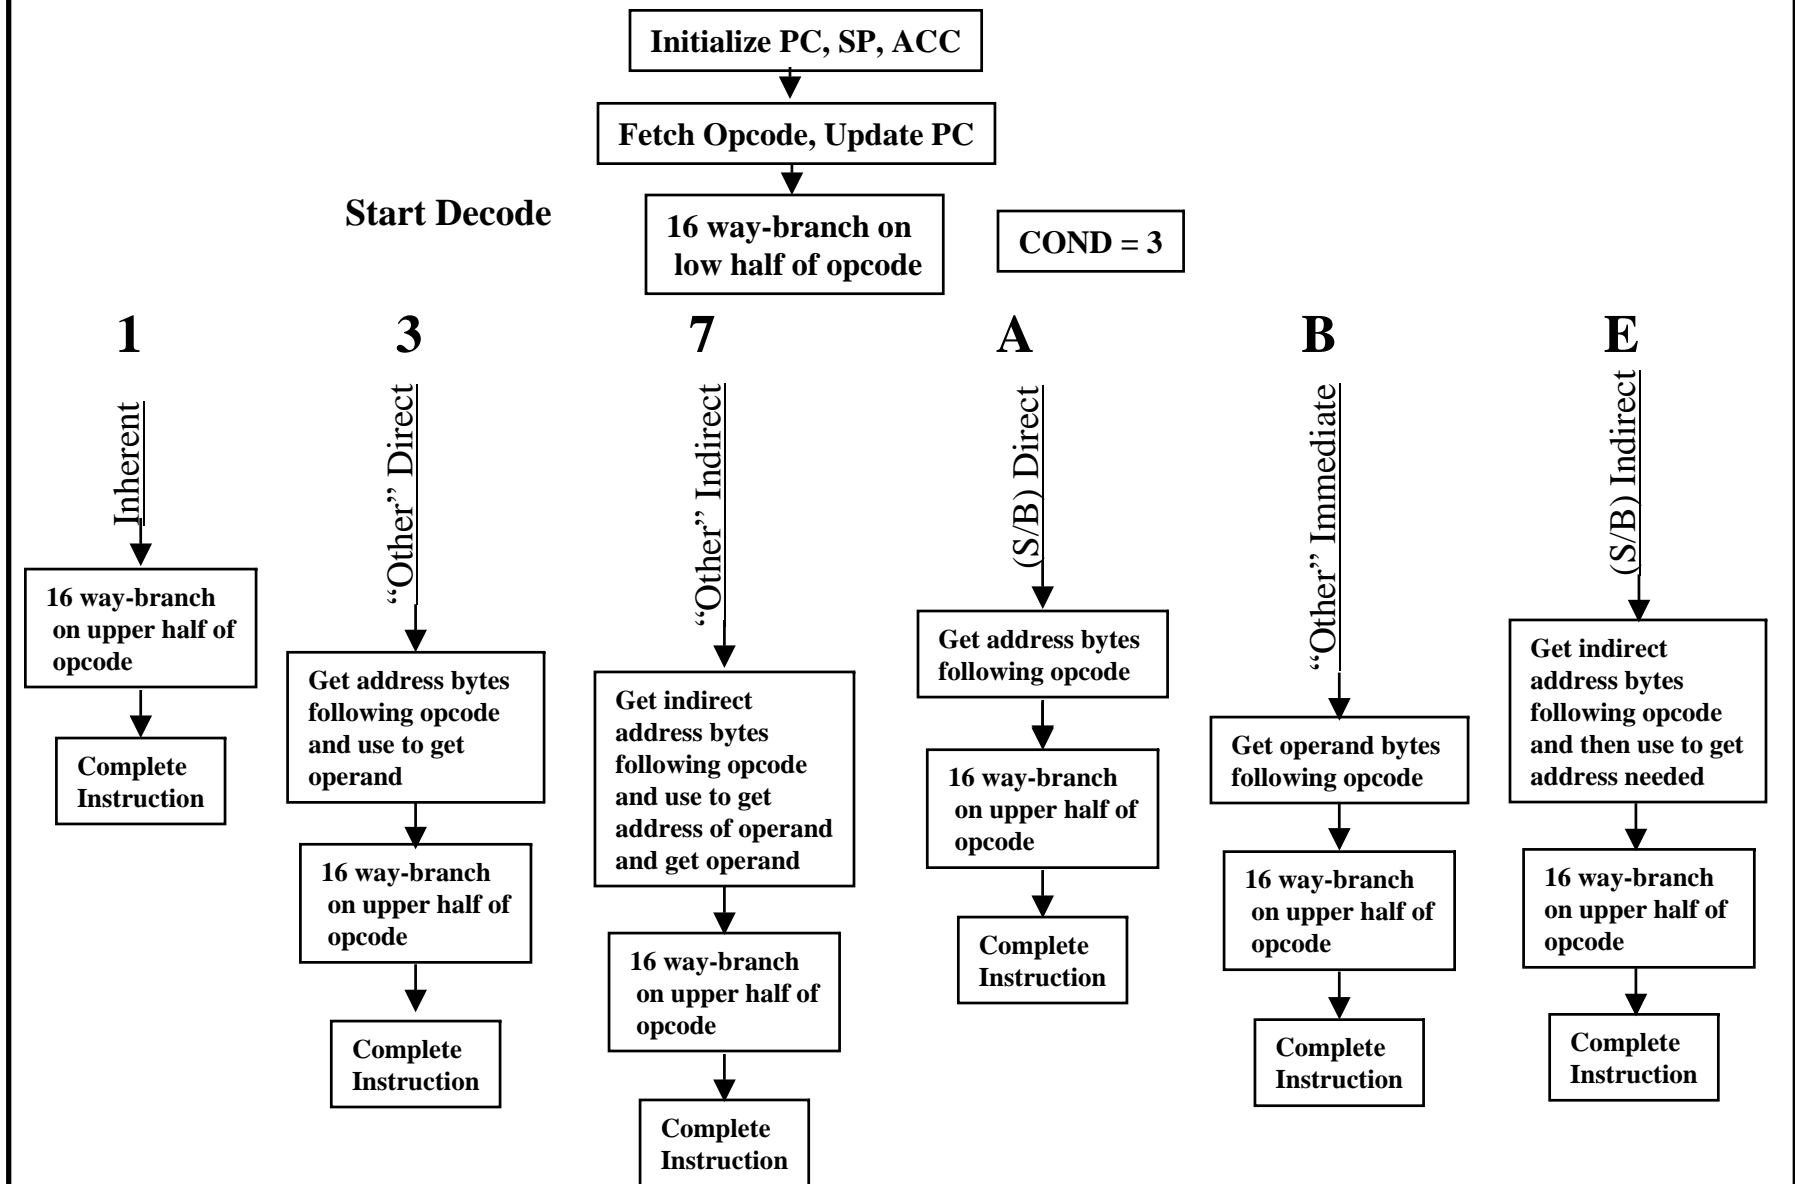 Initialize PC, SP, ACC
Fetch Opcode, Update PC
Start Decode
16 way-branch on
low half of opcode
COND = 3
1
Inherent
16 way-branch
on upper half of
opcode
Complete
Instruction
3
“Other” Direct
Get address bytes
following opcode
and use to get
operand
16 way-branch
on upper half of
opcode
Complete
Instruction
7
“Other” Indirect
Get indirect
address bytes
following opcode
and use to get
address of operand
and get operand
16 way-branch
on upper half of
opcode
Complete
Instruction
A
(S/B) Direct
Get address bytes
following opcode
16 way-branch
on upper half of
opcode
Complete
Instruction
B
“Other” Immediate
Get operand bytes
following opcode
16 way-branch
on upper half of
opcode
Complete
Instruction
E
(S/B) Indirect
Get indirect
address bytes
following opcode
and then use to get
address needed
16 way-branch
on upper half of
opcode
Complete
Instruction